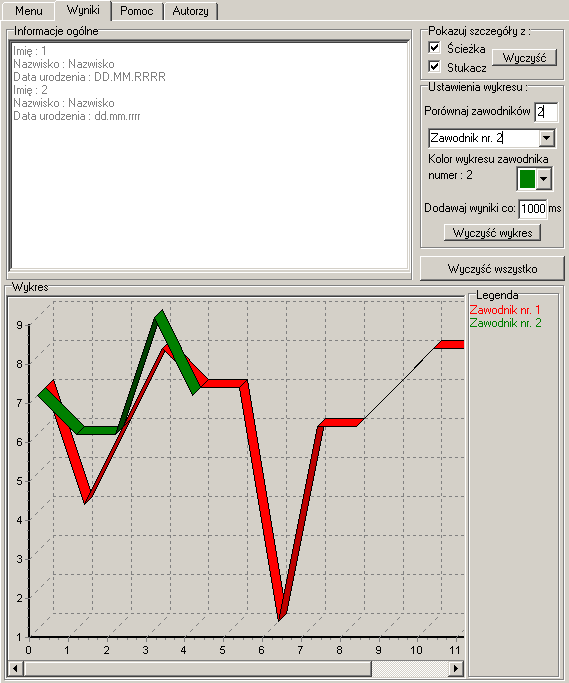 Menu Wyniki Pomoc Autorzy
Informacje ogólne
Imię : 1
Nazwisko : Nazwisko
Data urodzenia : DD.MM.RRRR
Imię : 2
Nazwisko : Nazwisko
Data urodzenia : dd.mm.rrrr
Pokazuj szczegóły z :
Ścieżka
Stukacz
Wyczyść
Ustawienia wykresu :
Porównaj zawodników 2
Zawodnik nr. 2
Kolor wykresu zawodnika
numer : 2
Dodawaj wyniki co: 1000 ms
Wyczyść wykres
Wyczyść wszystko
Wykres
9
8
7
6
5
4
3
2
1
0 1 2 3 4 5 6 7 8 9 10 11
Legenda
Zawodnik nr. 1
Zawodnik nr. 2